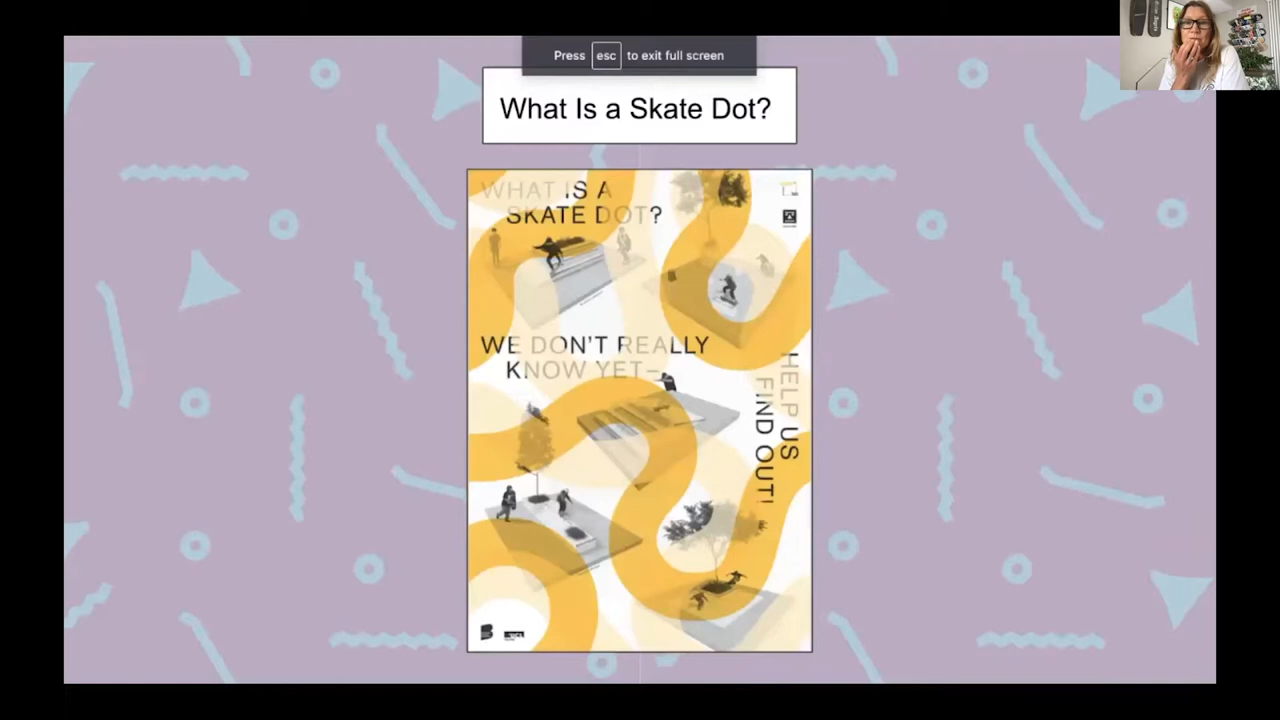 Press esc to exit full screen
What Is a Skate Dot?
WHAT IS A
SKATE DOT?
WE DON'T REALLY
KNOW YET–
HELP US
FIND OUT!
UCL